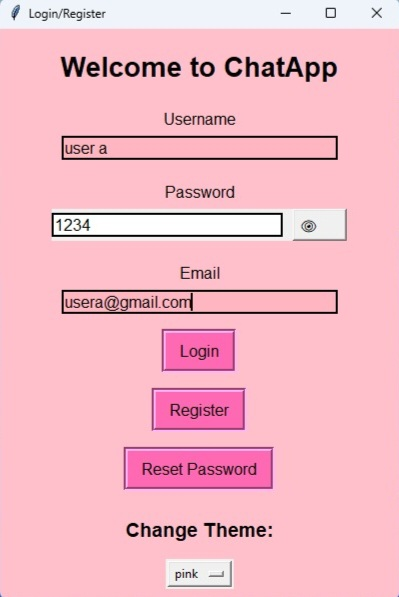 Login/Register
Welcome to ChatApp
Username
user a
Password
1234
Email
usera@gmail.com
Login
Register
Reset Password
Change Theme:
pink